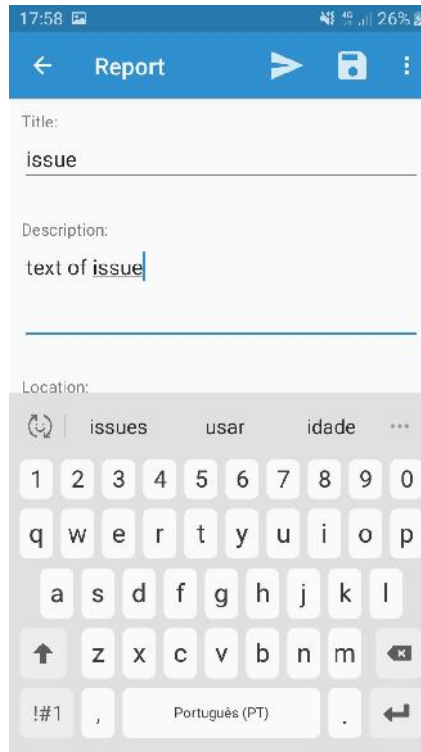 17:58 4G 26%
Report
Title:
issue
Description:
text of issue
Location:
issues usar idade ...
1 2 3 4 5 6 7 8 9 0
q w e r t y u i o p
a s d f g h j k l
z x c v b n m
!#1 , Português (PT) .